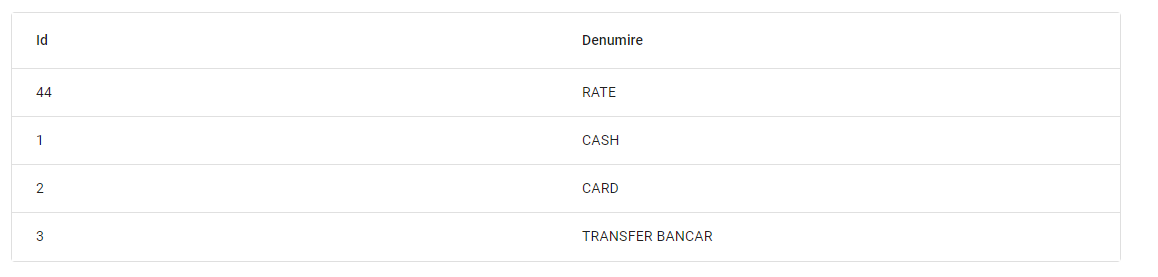 Id Denumire
44 RATE
1 CASH
2 CARD
3 TRANSFER BANCAR